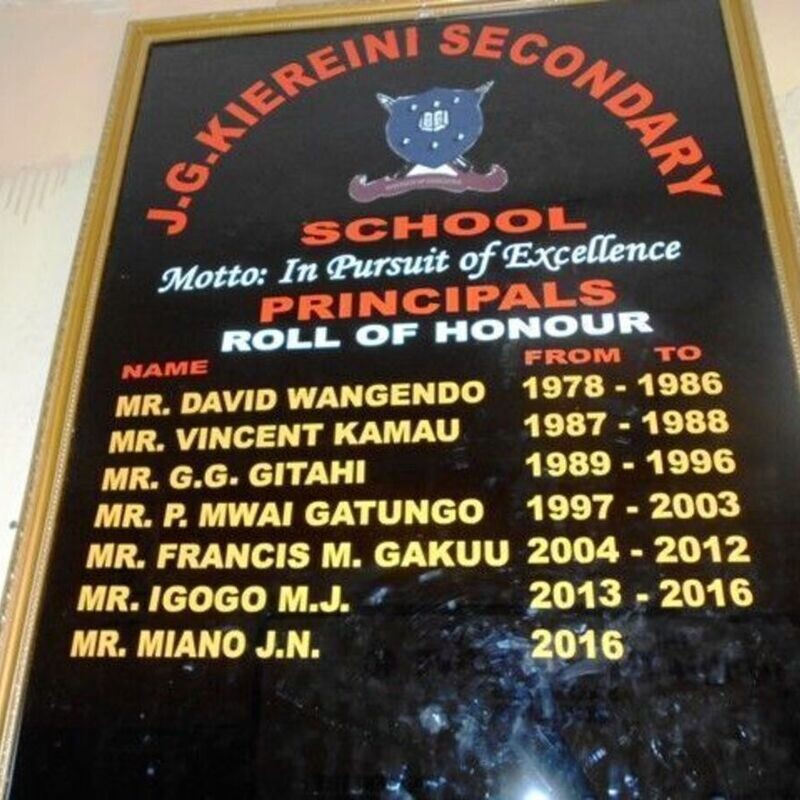 J.G.KIEREINI SECONDARY
SCHOOL
Motto: In Pursuit of Excellence
PRINCIPALS
ROLL OF HONOUR
NAME FROM TO
MR. DAVID WANGENDO 1978 - 1986
MR. VINCENT KAMAU 1987 - 1988
MR. G.G. GITAHI 1989 - 1996
MR. P. MWAI GATUNGO 1997 - 2003
MR. FRANCIS M. GAKUU 2004 - 2012
MR. IGOGO M.J. 2013 - 2016
MR. MIANO J.N. 2016